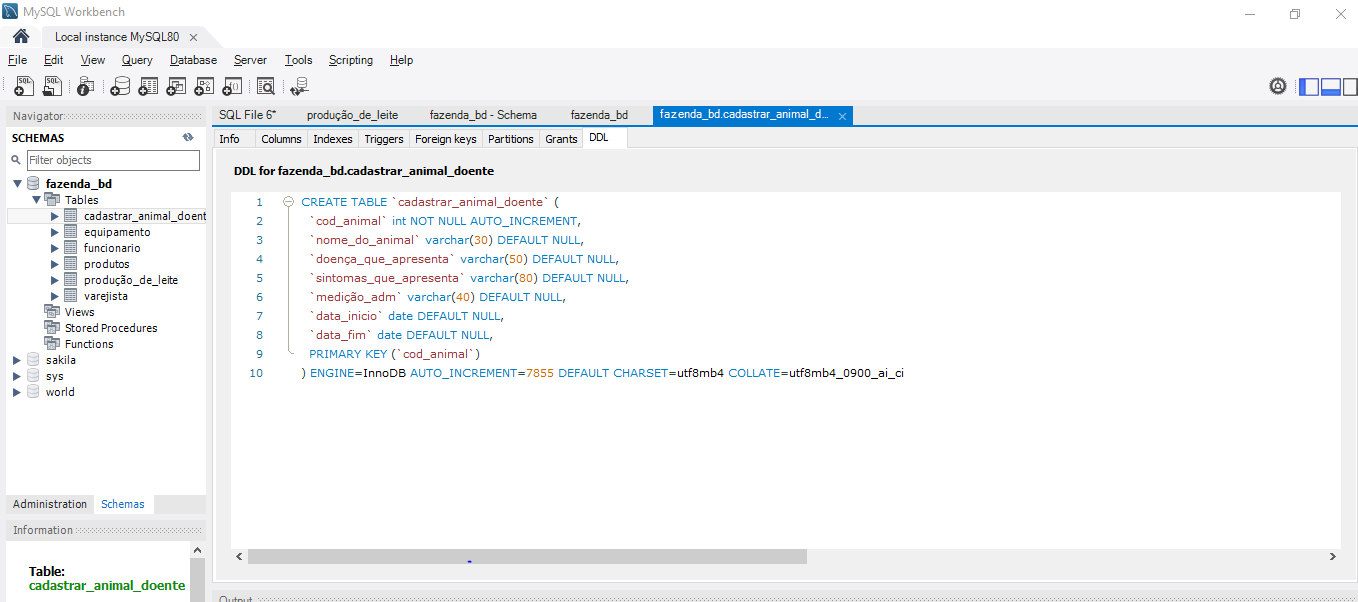 MySQL Workbench
Local instance MySQL80
File Edit View Query Database Server Tools Scripting Help
Navigator
SCHEMAS
Filter objects
fazenda_bd
Tables
cadastrar_animal_doent
equipamento
funcionario
produtos
produção_de_leite
varejista
Views
Stored Procedures
Functions
sakila
sys
world
Administration Schemas
Information
Table:
cadastrar_animal_doente
SQL File 6* produção_de_leite fazenda_bd - Schema fazenda_bd fazenda_bd.cadastrar_animal_d...
Info Columns Indexes Triggers Foreign keys Partitions Grants DDL
DDL for fazenda_bd.cadastrar_animal_doente
1 CREATE TABLE `cadastrar_animal_doente` (
2 `cod_animal` int NOT NULL AUTO_INCREMENT,
3 `nome_do_animal` varchar(30) DEFAULT NULL,
4 `doença_que_apresenta` varchar(50) DEFAULT NULL,
5 `sintomas_que_apresenta` varchar(80) DEFAULT NULL,
6 `medição_adm` varchar(40) DEFAULT NULL,
7 `data_inicio` date DEFAULT NULL,
8 `data_fim` date DEFAULT NULL,
9 PRIMARY KEY (`cod_animal`)
10 ) ENGINE=InnoDB AUTO_INCREMENT=7855 DEFAULT CHARSET=utf8mb4 COLLATE=utf8mb4_0900_ai_ci
Output